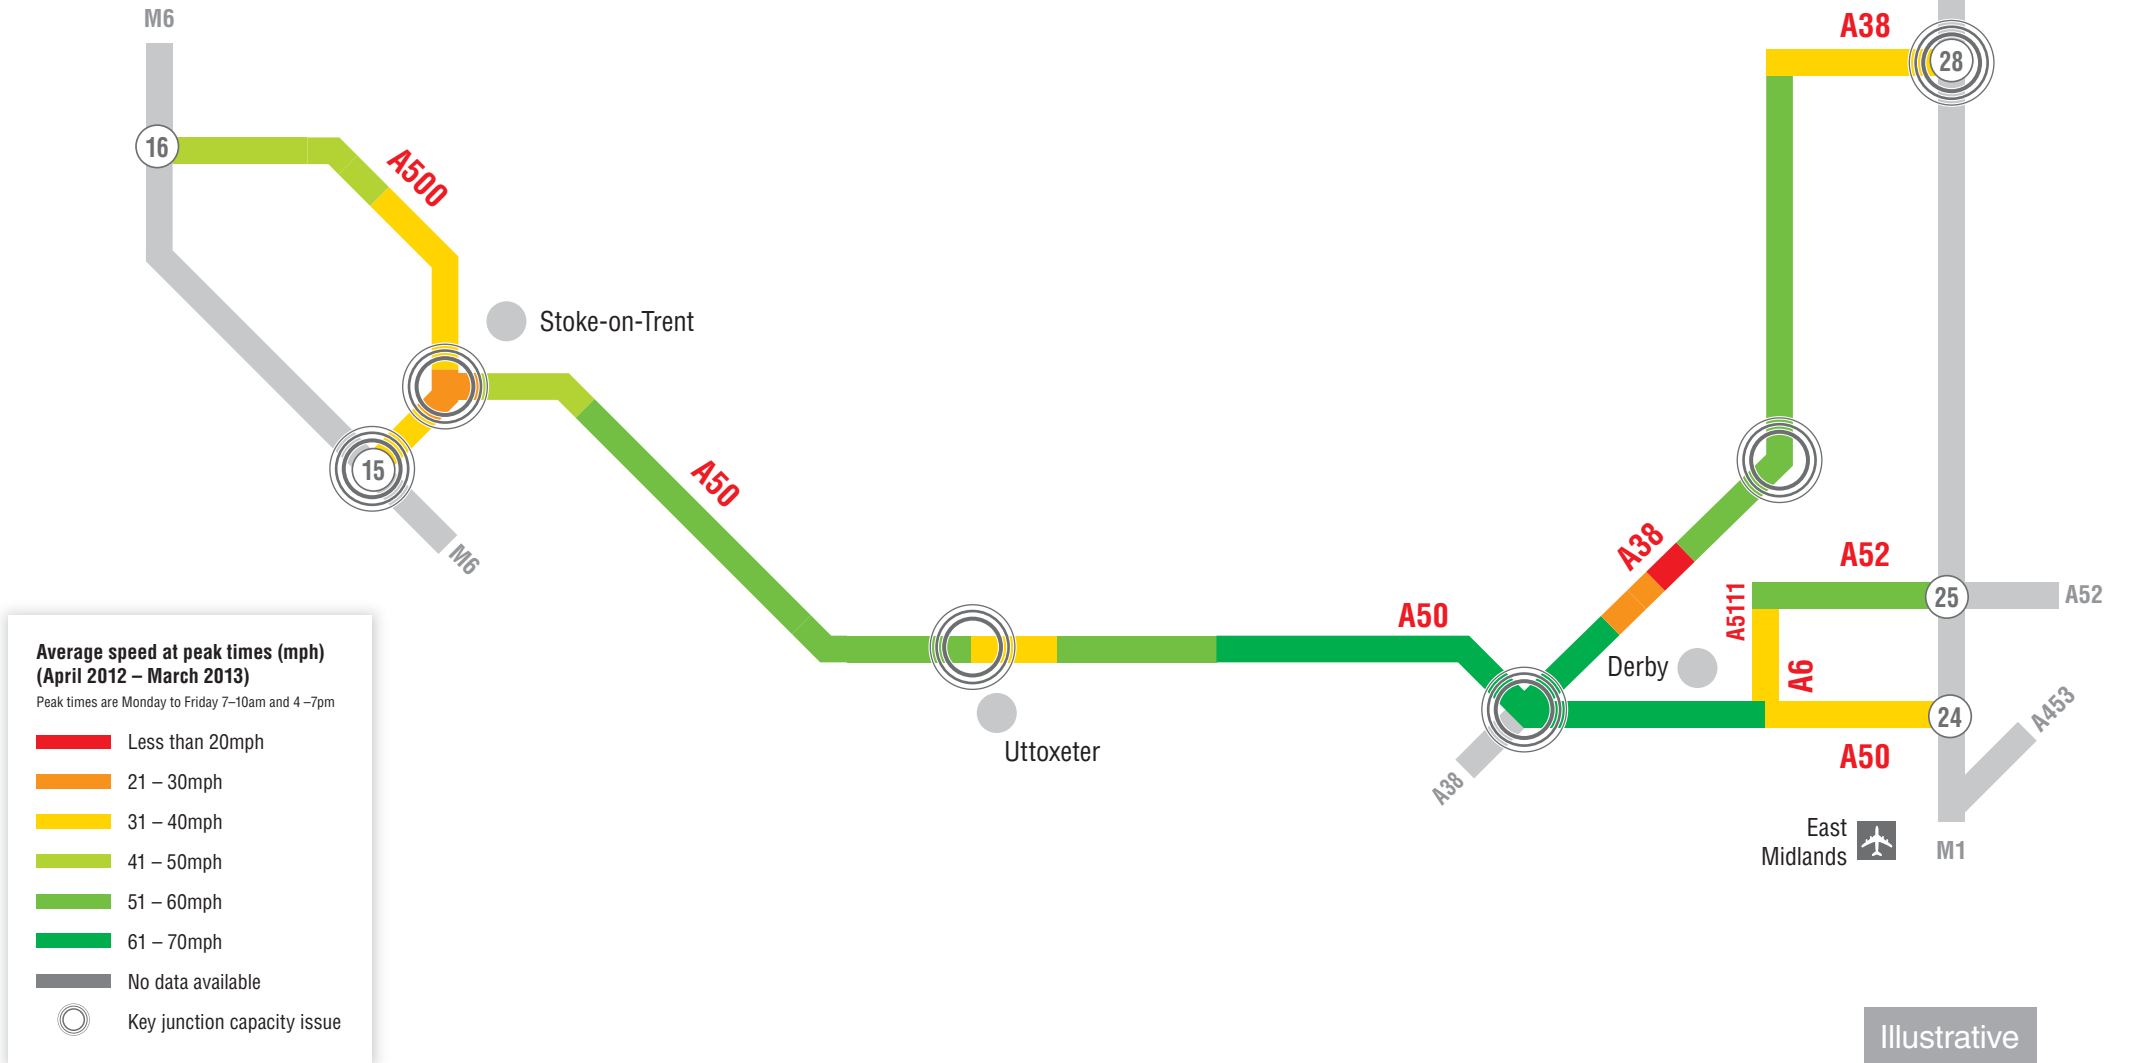 M6
A38
28
16
A500
Stoke-on-Trent
15
M6
A50
A38
A52
25
A52
A5111
A50
Derby
A6
24
A453
Uttoxeter
A38
A50
East
Midlands
M1
Average speed at peak times (mph)
(April 2012 – March 2013)
Peak times are Monday to Friday 7–10am and 4 –7pm
Less than 20mph
21 – 30mph
31 – 40mph
41 – 50mph
51 – 60mph
61 – 70mph
No data available
Key junction capacity issue
Illustrative